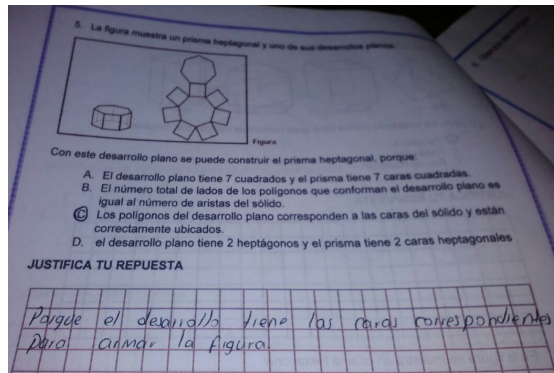 5. La figura muestra un prisma heptagonal y uno de sus desarrollos planos
Figura
Con este desarrollo plano se puede construir el prisma heptagonal, porque:
A. El desarrollo plano tiene 7 cuadrados y el prisma tiene 7 caras cuadradas.
B. El número total de lados de los polígonos que conforman el desarrollo plano es
igual al número de aristas del sólido.
C Los polígonos del desarrollo plano corresponden a las caras del sólido y están
correctamente ubicados.
D. el desarrollo plano tiene 2 heptágonos y el prisma tiene 2 caras heptagonales
JUSTIFICA TU REPUESTA
Porque el desarrollo tiene las caras correspondientes
para armar la figura.